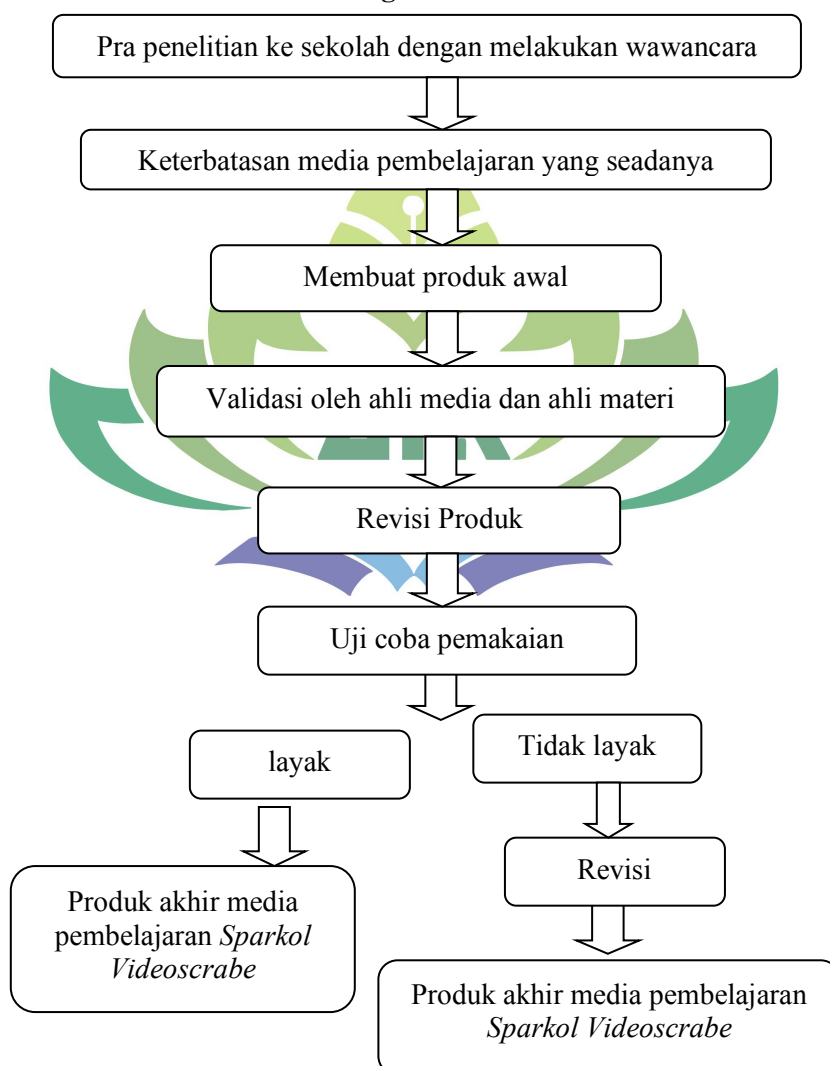 Pra penelitian ke sekolah dengan melakukan wawancara
Keterbatasan media pembelajaran yang seadanya
Membuat produk awal
Validasi oleh ahli media dan ahli materi
Revisi Produk
Uji coba pemakaian
layak
Tidak layak
Revisi
Produk akhir media
pembelajaran Sparkol
Videoscrabe
Produk akhir media pembelajaran
Sparkol Videoscrabe